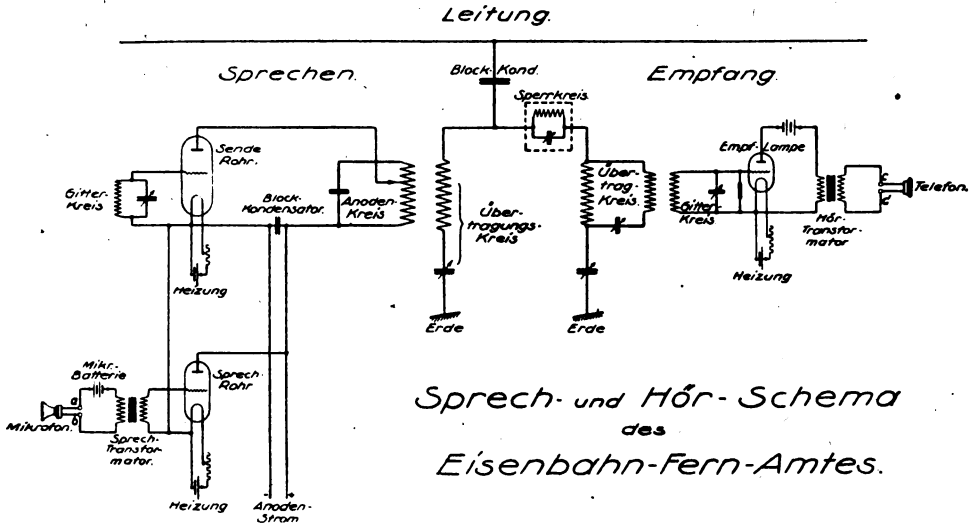 Leitung.
Sprechen.
Empfang.
Block-Kond.
Sperrkreis.
Sende
Rohr.
Gitter-
Kreis
Block-
Kondensator.
Anoden-
Kreis
Über-
tragungs-
Kreis
Über-
trag-
Kreis.
Gitter-
Kreis
Empf-Lampe
c
d
Telefon.
Hör-
Transfor-
mator
Heizung
Heizung
Erde
Erde
Mikr.-
Batterie
a
b
Mikrofon.
Sprech-
Transfor-
mator.
Sprech-
Rohr
Heizung
- +
Anoden-
Strom
Sprech- und Hör-Schema
des
Eisenbahn-Fern-Amtes.